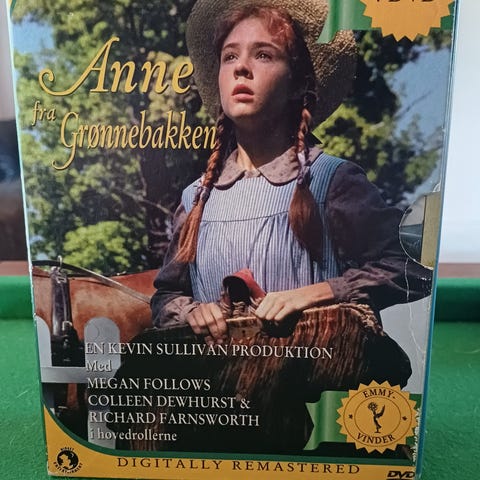 DVD
Anne
fra
Grønnebakken
EN KEVIN SULLIVAN PRODUKTION
Med
MEGAN FOLLOWS
COLLEEN DEWHURST &
RICHARD FARNSWORTH
i hovedrollerne
EMMY-
VINDER
DIGITALLY REMASTERED
DVD